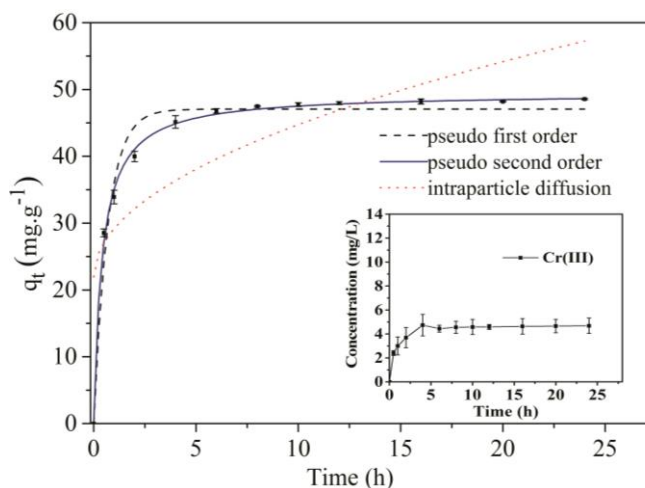 60
50
40
30
20
10
0
q_t (mg.g⁻¹)
pseudo first order
pseudo second order
intraparticle diffusion
14
12
10
8
6
4
2
0
Concentration (mg/L)
Cr(III)
0 5 10 15 20 25
Time (h)
0 5 10 15 20 25
Time (h)